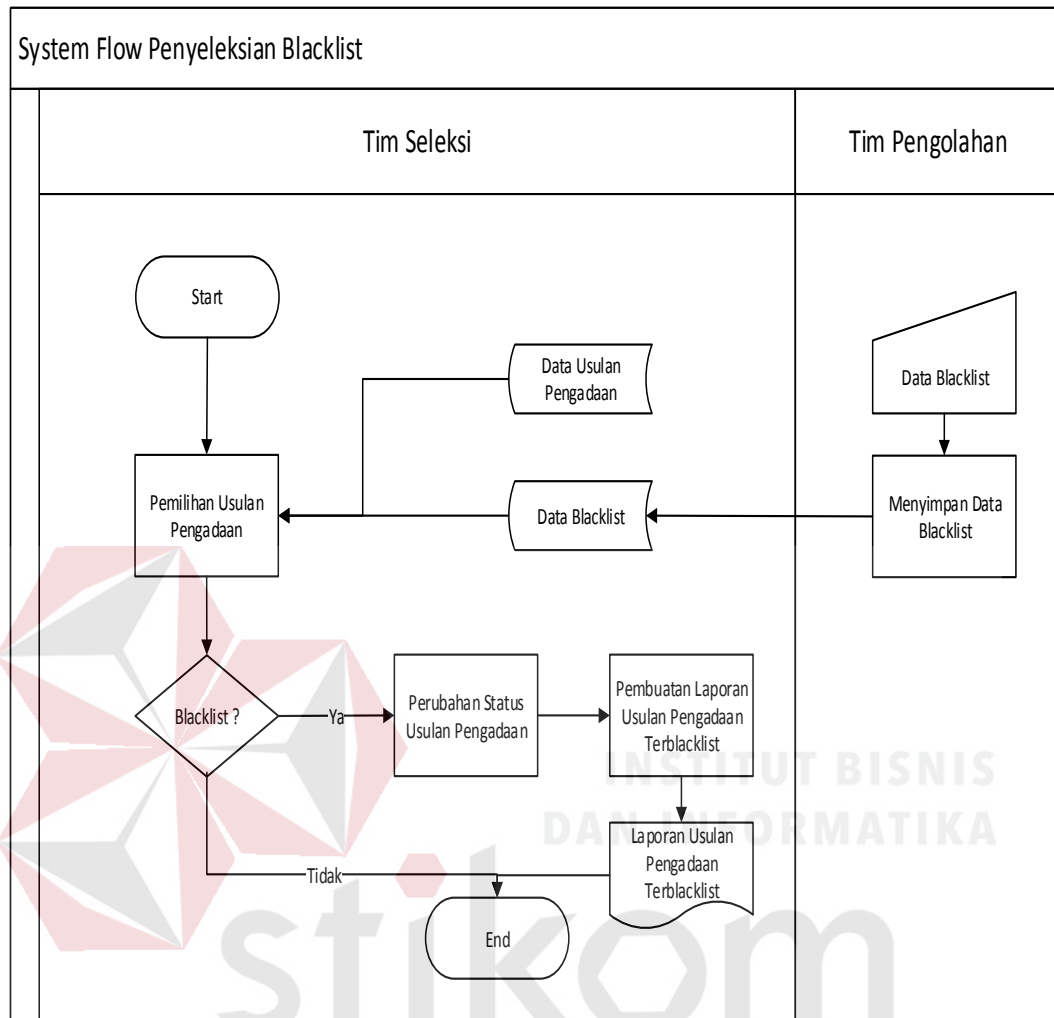 System Flow Penyeleksian Blacklist
Tim Seleksi
Tim Pengolahan
Start
Data Usulan
Pengadaan
Data Blacklist
Pemilihan Usulan
Pengadaan
Data Blacklist
Menyimpan Data
Blacklist
Blacklist ?
Ya
Perubahan Status
Usulan Pengadaan
Pembuatan Laporan
Usulan Pengadaan
Terblacklist
INSTITUT BISNIS
DAN INFORMATIKA
Laporan Usulan
Pengadaan
Terblacklist
Tidak
End
stikom